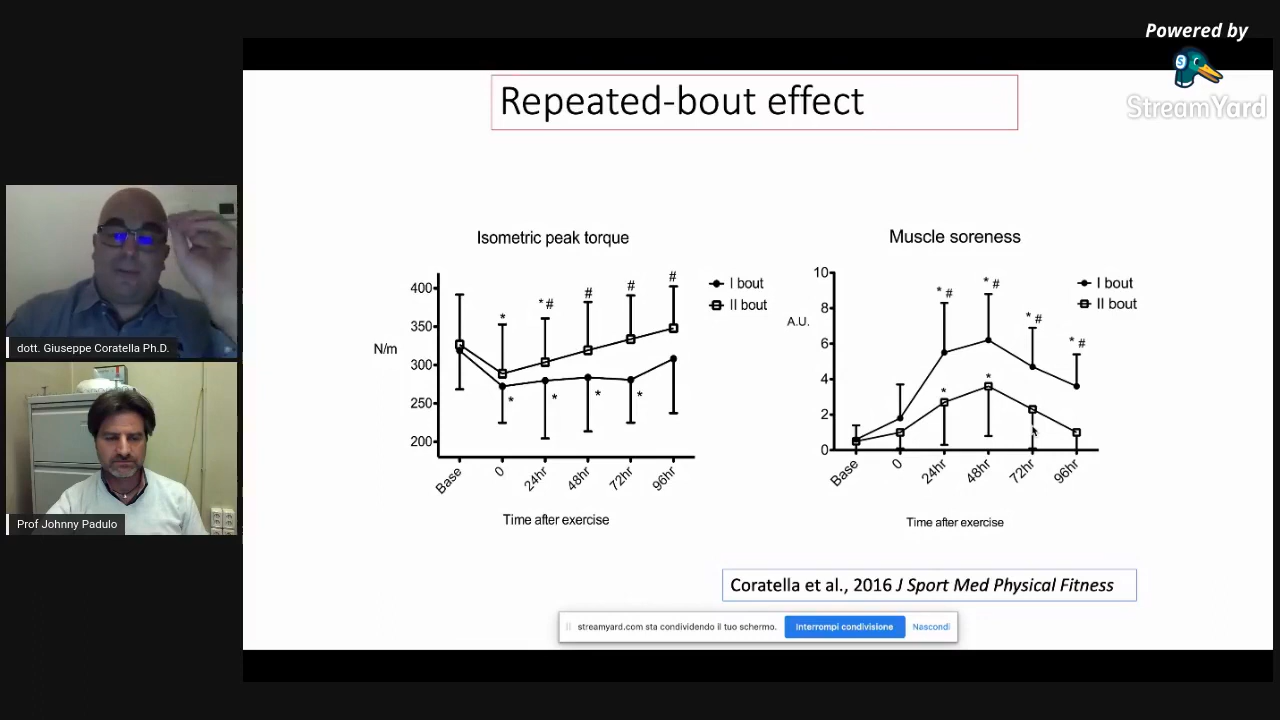 Powered by
StreamYard
Repeated-bout effect
Isometric peak torque
400
350
300
250
200
N/m
* # * # # # #
* * * *
I bout
II bout
Base 0 24hr 48hr 72hr 96hr
Time after exercise
Muscle soreness
10
8
6
4
2
0
A.U.
* # * # * # * #
* *
I bout
II bout
Base 0 24hr 48hr 72hr 96hr
Time after exercise
Coratella et al., 2016 J Sport Med Physical Fitness
streamyard.com sta condividendo il tuo schermo.
Interrompi condivisione
Nascondi
dott. Giuseppe Coratella Ph.D.
Prof Johnny Padulo